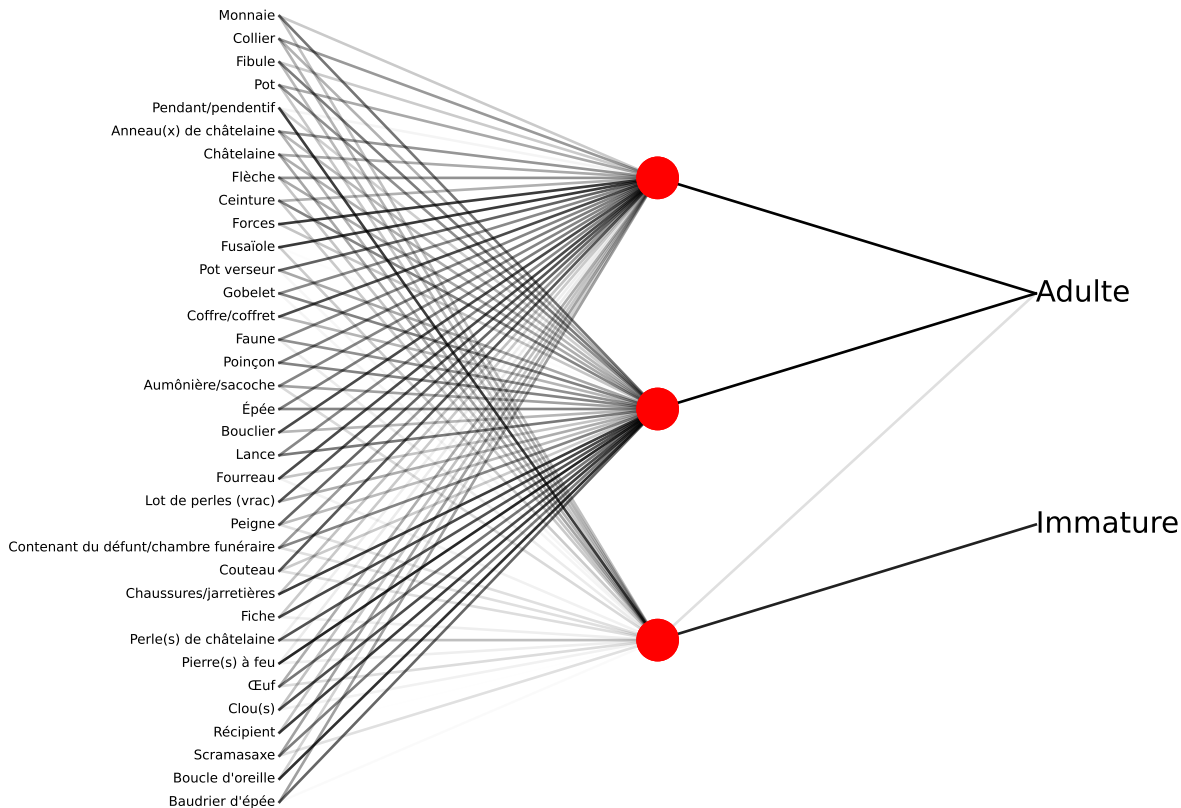 Monnaie
Collier
Fibule
Pot
Pendant/pendentif
Anneau(x) de châtelaine
Châtelaine
Flèche
Ceinture
Forces
Fusaïole
Pot verseur
Gobelet
Coffre/coffret
Faune
Poinçon
Aumônière/sacoche
Épée
Bouclier
Lance
Fourreau
Lot de perles (vrac)
Peigne
Contenant du défunt/chambre funéraire
Couteau
Chaussures/jarretières
Fiche
Perle(s) de châtelaine
Pierre(s) à feu
Œuf
Clou(s)
Récipient
Scramasaxe
Boucle d'oreille
Baudrier d'épée
Adulte
Immature